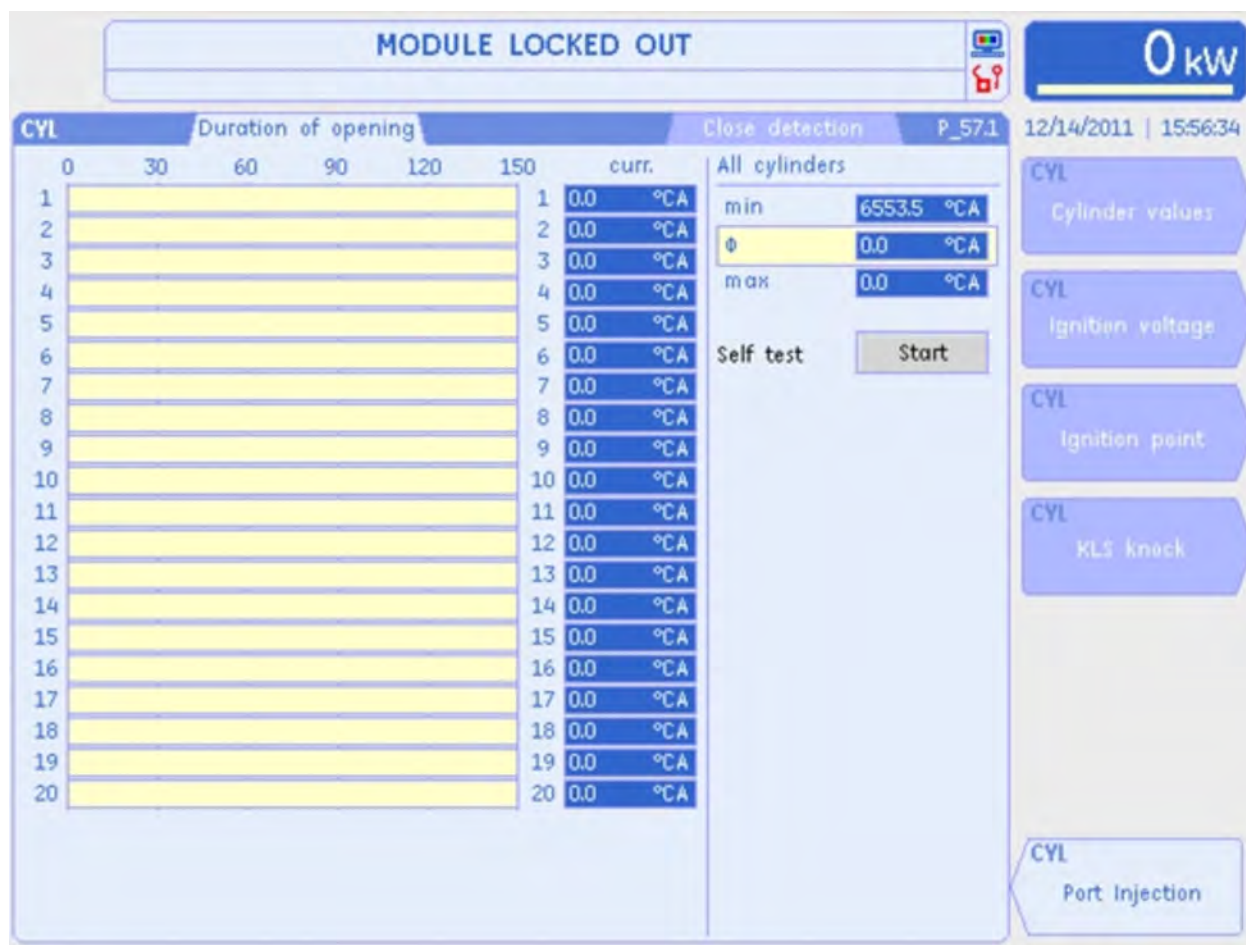 MODULE LOCKED OUT
0 kW
CYL Duration of opening Close detection P_57.1
12/14/2011 | 15:56:34
0 30 60 90 120 150 curr.
1 1 0.0 °CA
2 2 0.0 °CA
3 3 0.0 °CA
4 4 0.0 °CA
5 5 0.0 °CA
6 6 0.0 °CA
7 7 0.0 °CA
8 8 0.0 °CA
9 9 0.0 °CA
10 10 0.0 °CA
11 11 0.0 °CA
12 12 0.0 °CA
13 13 0.0 °CA
14 14 0.0 °CA
15 15 0.0 °CA
16 16 0.0 °CA
17 17 0.0 °CA
18 18 0.0 °CA
19 19 0.0 °CA
20 20 0.0 °CA
All cylinders
min 6553.5 °CA
Φ 0.0 °CA
max 0.0 °CA
Self test Start
CYL
Cylinder values
CYL
Ignition voltage
CYL
Ignition point
CYL
KLS knock
CYL
Port Injection